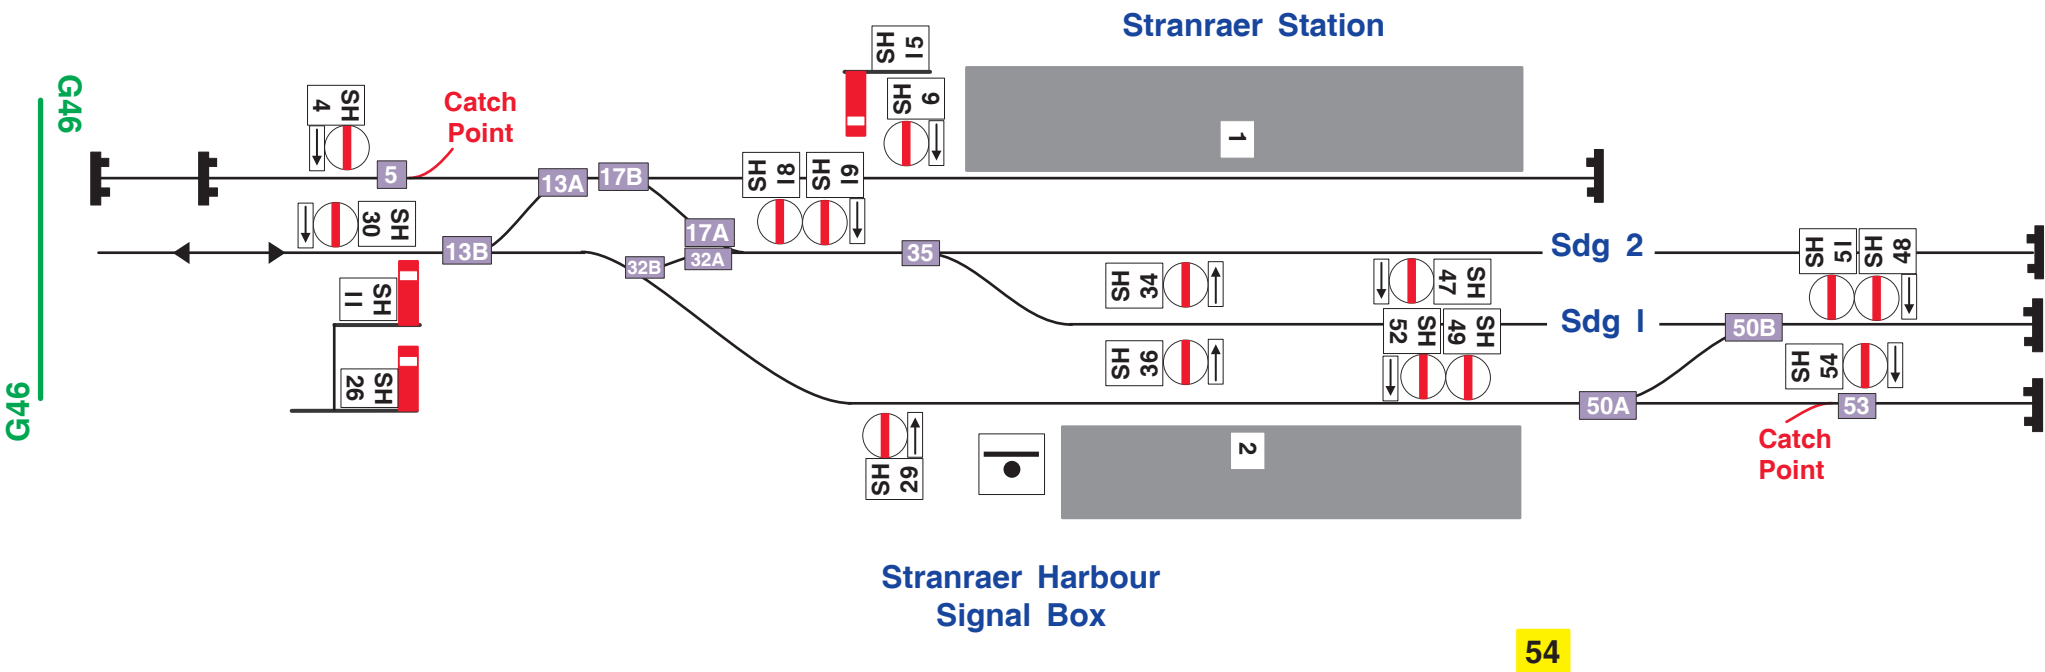 Stranraer Station
G46
G46
SH
4
Catch
Point
SH
15
SH
9
1
5
13A
17B
SH
18
SH
19
SH
30
13B
17A
32B
32A
35
Sdg 2
SH
51
SH
48
SH
11
SH
34
SH
47
Sdg I
50B
SH
26
SH
36
SH
52
SH
49
SH
54
50A
53
Catch
Point
SH
29
2
Stranraer Harbour
Signal Box
54